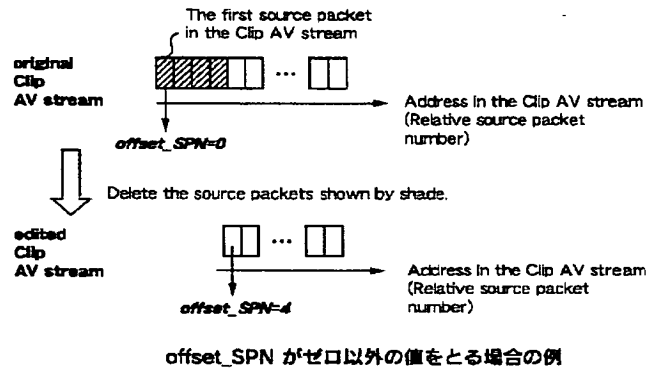 The first source packet
in the Clip AV stream
original
Clip
AV stream
...
Address in the Clip AV stream
(Relative source packet
number)
offset_SPN=0
Delete the source packets shown by shade.
edited
Clip
AV stream
...
Address in the Clip AV stream
(Relative source packet
number)
offset_SPN=4
offset_SPN がゼロ以外の値をとる場合の例